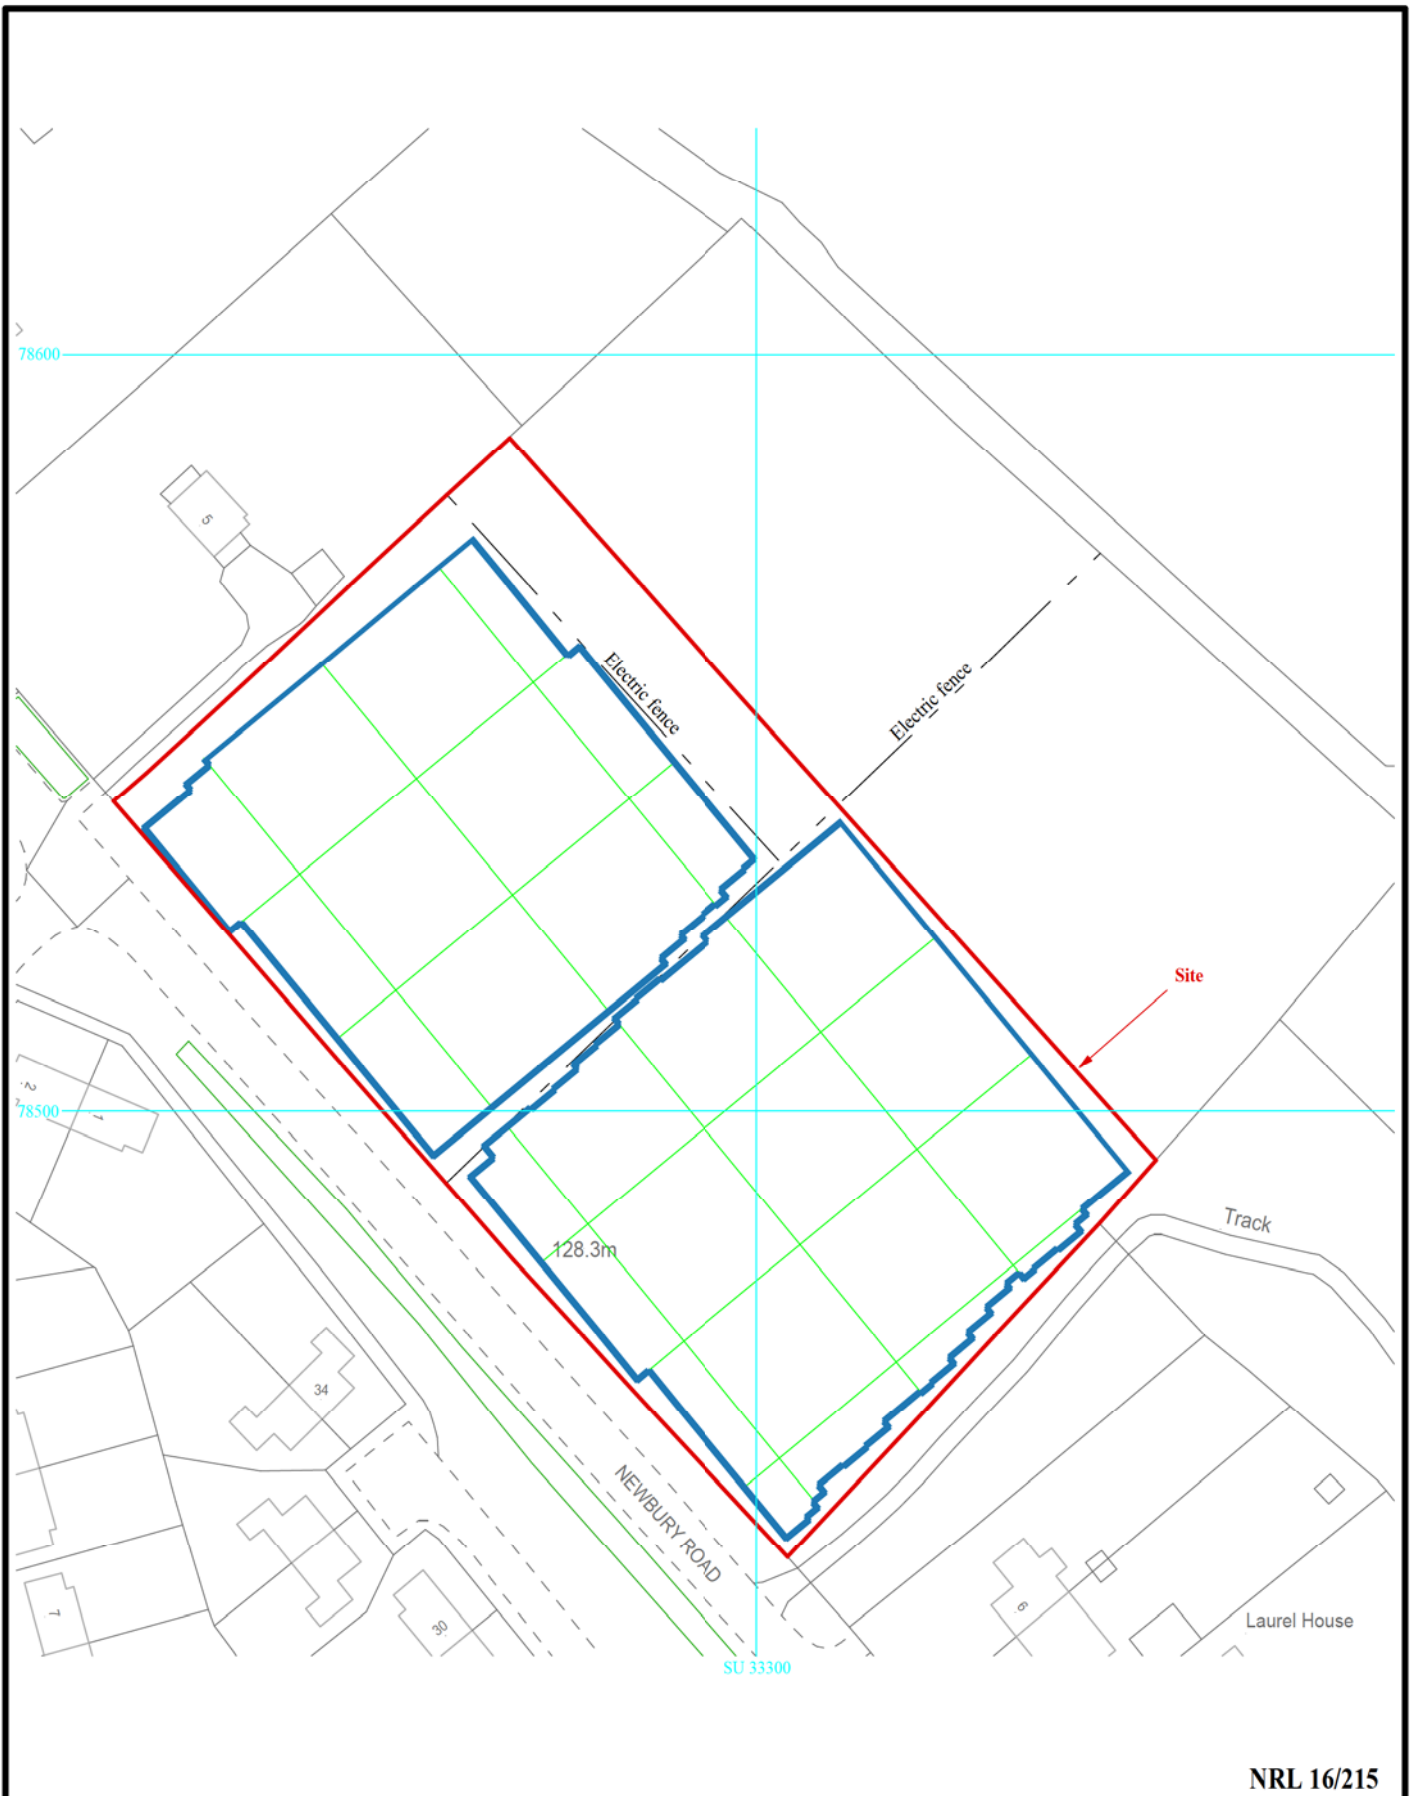 78600
5
Electric fence
Electric fence
Site
2
1
78500
Track
128.3m
34
NEWBURY ROAD
7
30
6
Laurel House
SU 33300
NRL 16/215